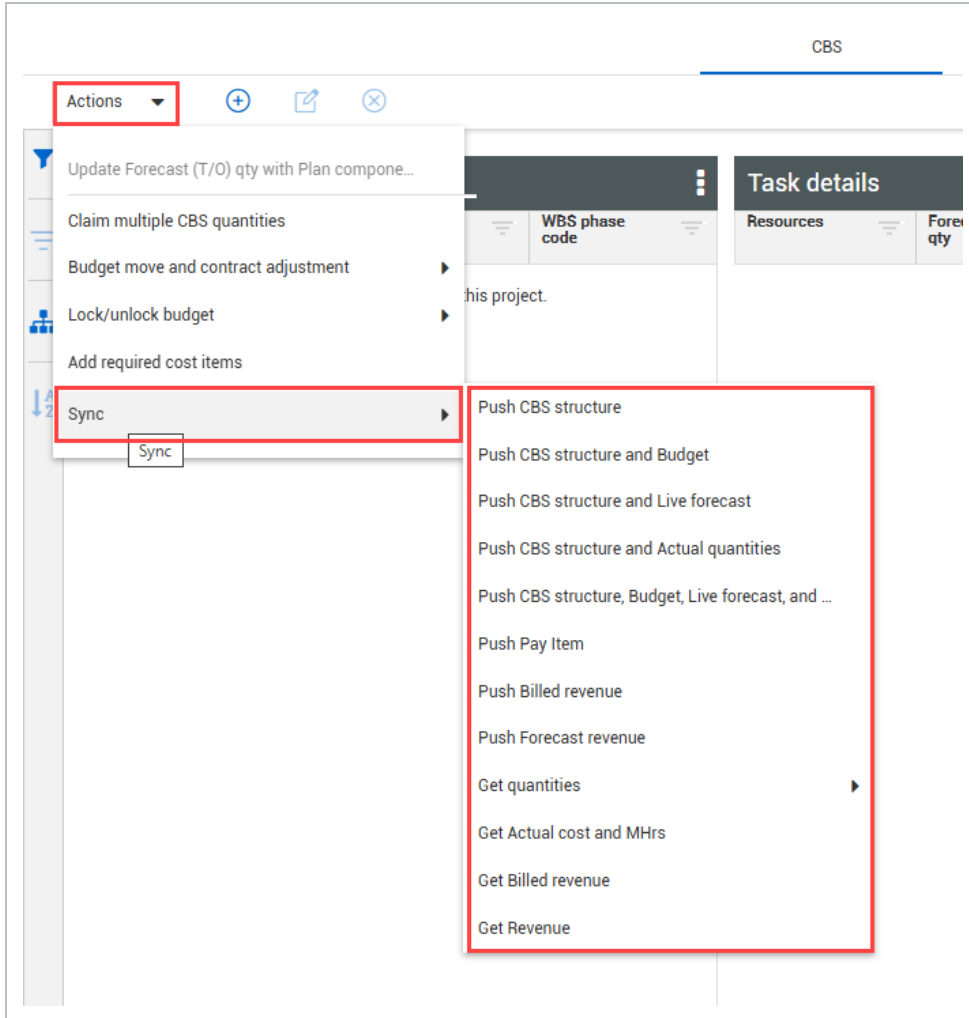 CBS
Actions
Update Forecast (T/O) qty with Plan compone...
Claim multiple CBS quantities
Budget move and contract adjustment
Lock/unlock budget
Add required cost items
Sync
Sync
WBS phase
code
this project.
Task details
Resources
qty
Push CBS structure
Push CBS structure and Budget
Push CBS structure and Live forecast
Push CBS structure and Actual quantities
Push CBS structure, Budget, Live forecast, and ...
Push Pay Item
Push Billed revenue
Push Forecast revenue
Get quantities
Get Actual cost and MHrs
Get Billed revenue
Get Revenue